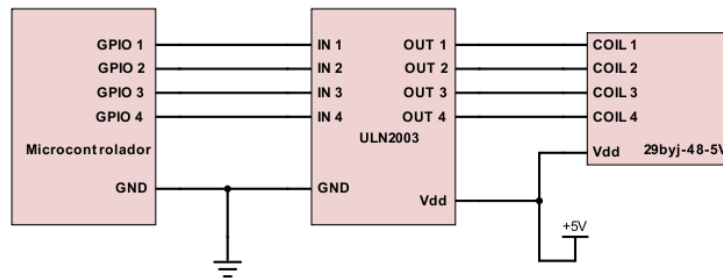 GPIO 1
GPIO 2
GPIO 3
GPIO 4
Microcontrolador
GND
IN 1
IN 2
IN 3
IN 4
OUT 1
OUT 2
OUT 3
OUT 4
ULN2003
GND
Vdd
COIL 1
COIL 2
COIL 3
COIL 4
Vdd
29byj-48-5V
+5V